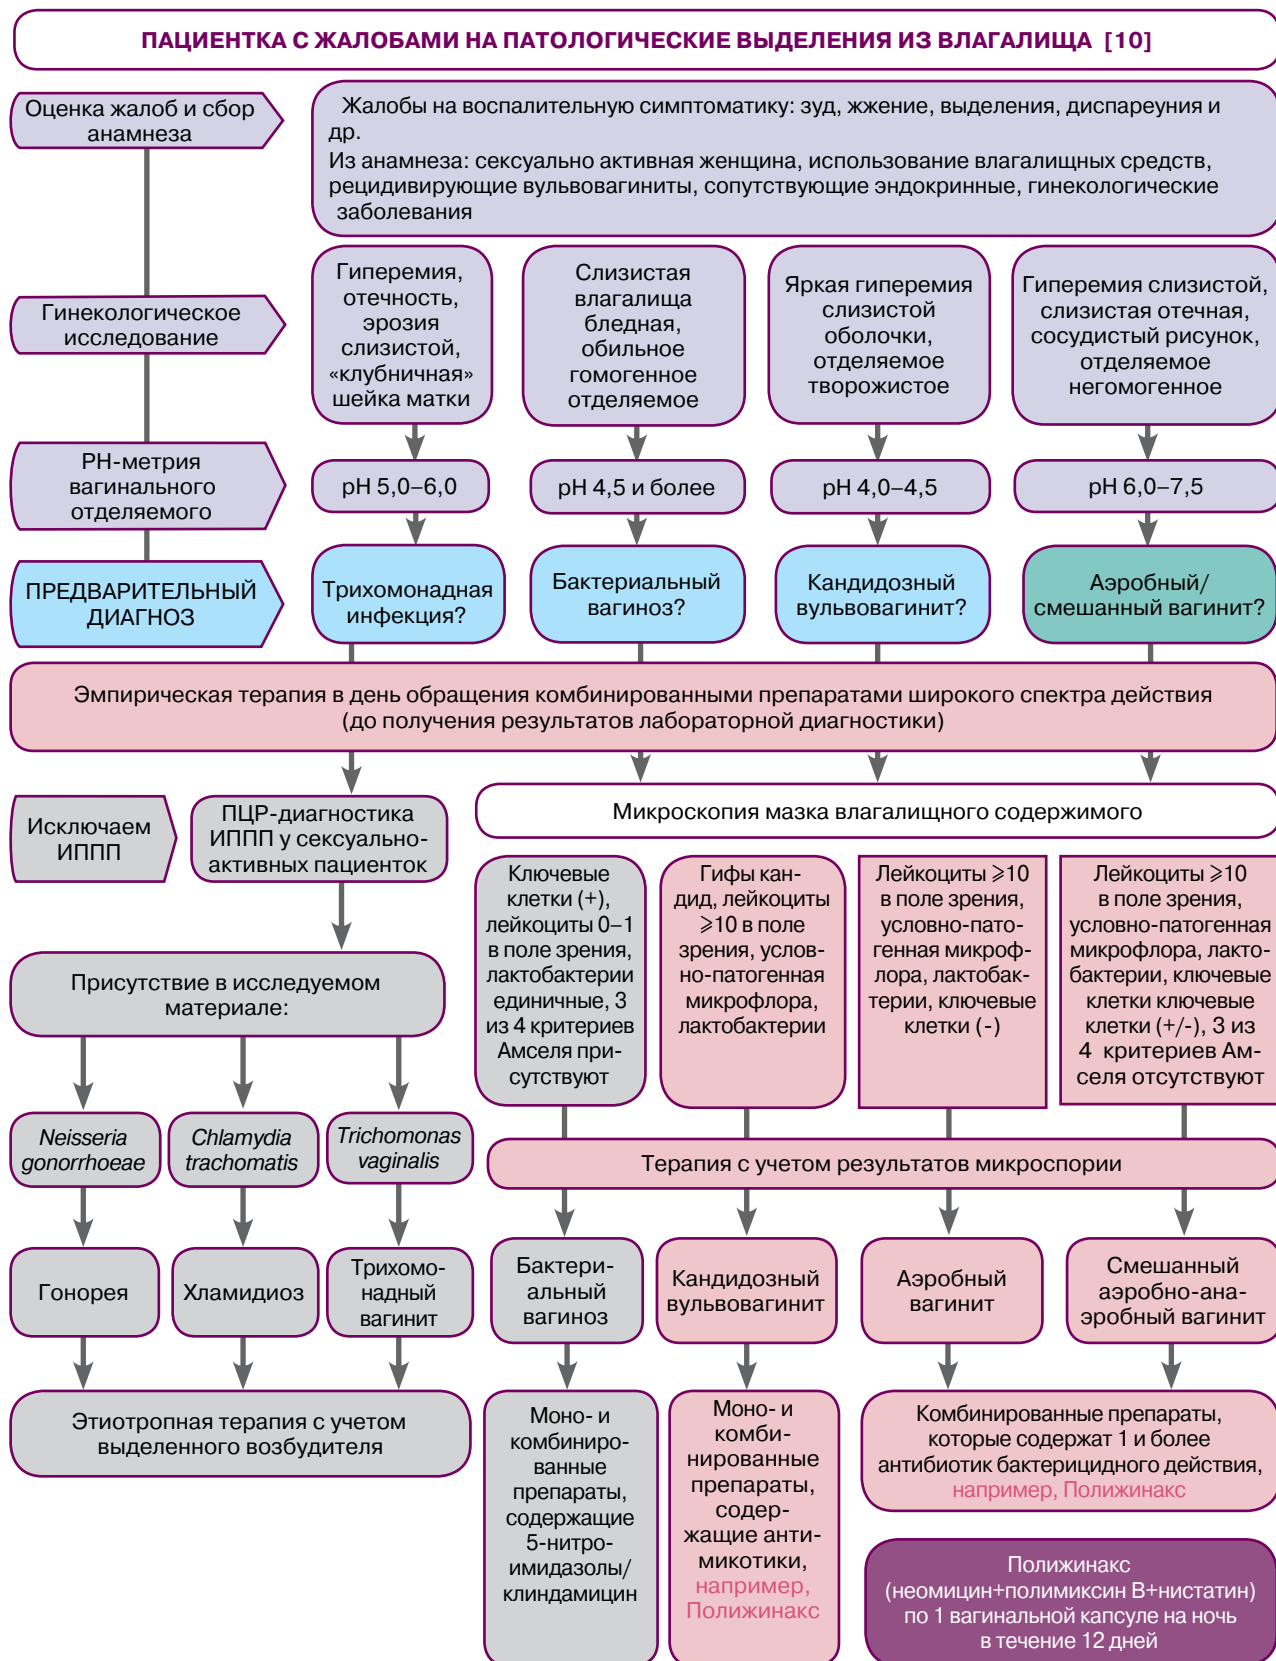 ПАЦИЕНТКА С ЖАЛОБАМИ НА ПАТОЛОГИЧЕСКИЕ ВЫДЕЛЕНИЯ ИЗ ВЛАГАЛИЩА [10]
Оценка жалоб и сбор
анамнеза
Жалобы на воспалительную симптоматику: зуд, жжение, выделения, диспареуния и
др.
Из анамнеза: сексуально активная женщина, использование влагалищных средств,
рецидивирующие вульвовагиниты, сопутствующие эндокринные, гинекологические
заболевания
Гинекологическое
исследование
Гиперемия,
отечность,
эрозия
слизистой,
«клубничная»
шейка матки
Слизистая
влагалища
бледная,
обильное
гомогенное
отделяемое
Яркая гиперемия
слизистой
оболочки,
отделяемое
творожистое
Гиперемия слизистой,
слизистая отечная,
сосудистый рисунок,
отделяемое
негомогенное
РН-метрия
вагинального
отделяемого
pH 5,0–6,0
pH 4,5 и более
pH 4,0–4,5
pH 6,0–7,5
ПРЕДВАРИТЕЛЬНЫЙ
ДИАГНОЗ
Трихомонадная
инфекция?
Бактериальный
вагиноз?
Кандидозный
вульвовагинит?
Аэробный/
смешанный вагинит?
Эмпирическая терапия в день обращения комбинированными препаратами широкого спектра действия
(до получения результатов лабораторной диагностики)
Исключаем
ИППП
ПЦР-диагностика
ИППП у сексуально-
активных пациенток
Микроскопия мазка влагалищного содержимого
Ключевые
клетки (+),
лейкоциты 0–1
в поле зрения,
лактобактерии
единичные, 3
из 4 критериев
Амселя при-
сутствуют
Гифы кан-
дид, лейкоциты
⩾10 в поле
зрения, услов-
но-патогенная
микрофлора,
лактобактерии
Лейкоциты ⩾10
в поле зрения,
условно-пато-
генная микроф-
лора, лактобак-
терии, ключевые
клетки (-)
Лейкоциты ⩾10
в поле зрения,
условно-патогенная
микрофлора, лакто-
бактерии, ключевые
клетки ключевые
клетки (+/-), 3 из
4 критериев Ам-
селя отсутствуют
Присутствие в исследуемом
материале:
Neisseria
gonorrhoeae
Chlamydia
trachomatis
Trichomonas
vaginalis
Терапия с учетом результатов микроспории
Гонорея
Хламидиоз
Трихомо-
надный
вагинит
Бактери-
альный
вагиноз
Кандидозный
вульвовагинит
Аэробный
вагинит
Смешанный
аэробно-ана-
эробный вагинит
Этиотропная терапия с учетом
выделенного возбудителя
Моно- и
комбиниро-
ванные
препараты,
содержащие
5-нитро-
имидазолы/
клиндамицин
Моно- и
комби-
нированные
препараты,
содер-
жащие анти-
микотики,
например,
Полижинакс
Комбинированные препараты,
которые содержат 1 и более
антибиотик бактерицидного действия,
например, Полижинакс
Полижинакс
(неомицин+полимиксин В+нистатин)
по 1 вагинальной капсуле на ночь
в течение 12 дней